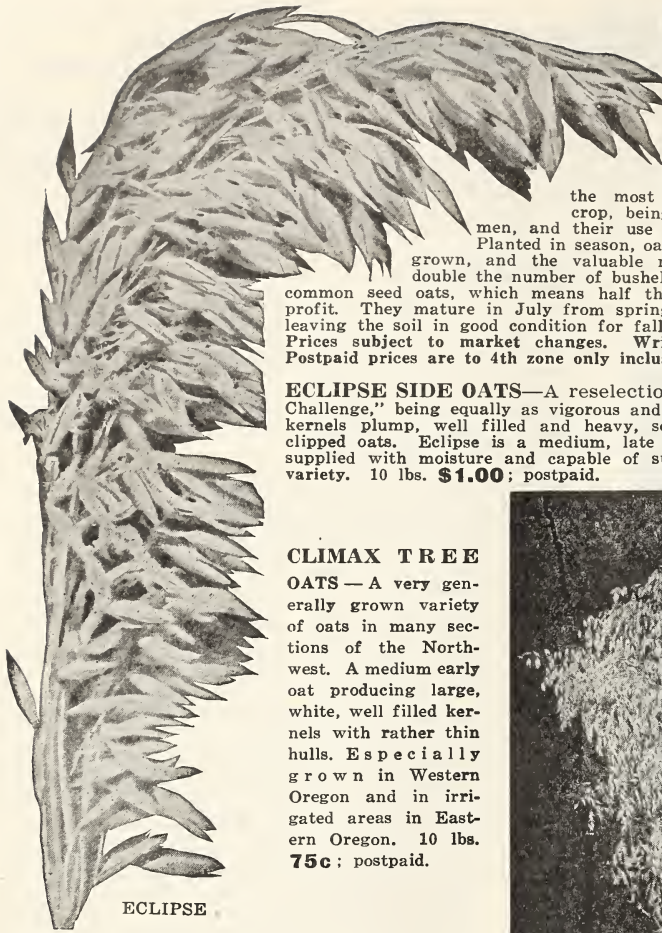 the most
crop, bein
men, and their use
Planted in season, oa
grown, and the valuable
double the number of bushel
common seed oats, which means half th
profit. They mature in July from spring
leaving the soil in good condition for fall
Prices subject to market changes. Wri
Postpaid prices are to 4th zone only inclu
ECLIPSE SIDE OATS—A reselectio
Challenge," being equally as vigorous and
kernels plump, well filled and heavy, s
clipped oats. Eclipse is a medium, late
supplied with moisture and capable of s
variety. 10 lbs. $1.00; postpaid.
CLIMAX TREE
OATS — A very gen-
erally grown variety
of oats in many sec-
tions of the North-
west. A medium early
oat producing large,
white, well filled ker-
nels with rather thin
hulls. Especially
grown in Western
Oregon and in irri-
gated areas in East-
ern Oregon. 10 lbs.
75c; postpaid.
ECLIPSE